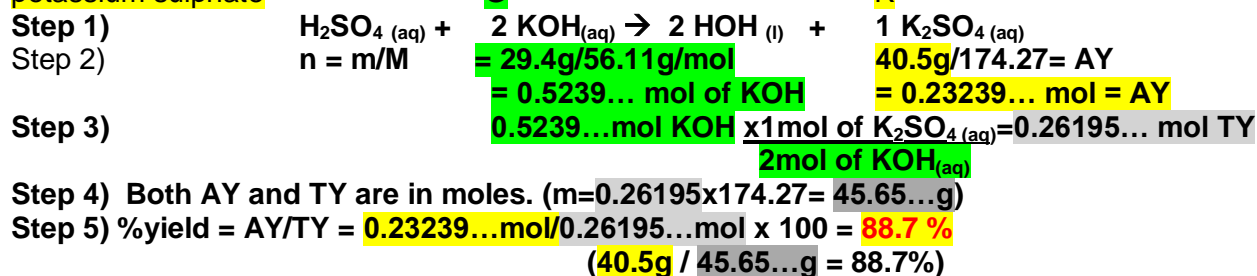 Step 1) H₂SO₄ (aq) + 2 KOH(aq) → 2 HOH (l) + 1 K₂SO₄ (aq)
Step 2) n = m/M = 29.4g/56.11g/mol 40.5g/174.27= AY
= 0.5239… mol of KOH = 0.23239… mol = AY
Step 3) 0.5239…mol KOH x1mol of K₂SO₄ (aq)=0.26195… mol TY
2mol of KOH(aq)
Step 4) Both AY and TY are in moles. (m=0.26195x174.27= 45.65…g)
Step 5) %yield = AY/TY = 0.23239…mol/0.26195…mol x 100 = 88.7 %
(40.5g / 45.65…g = 88.7%)